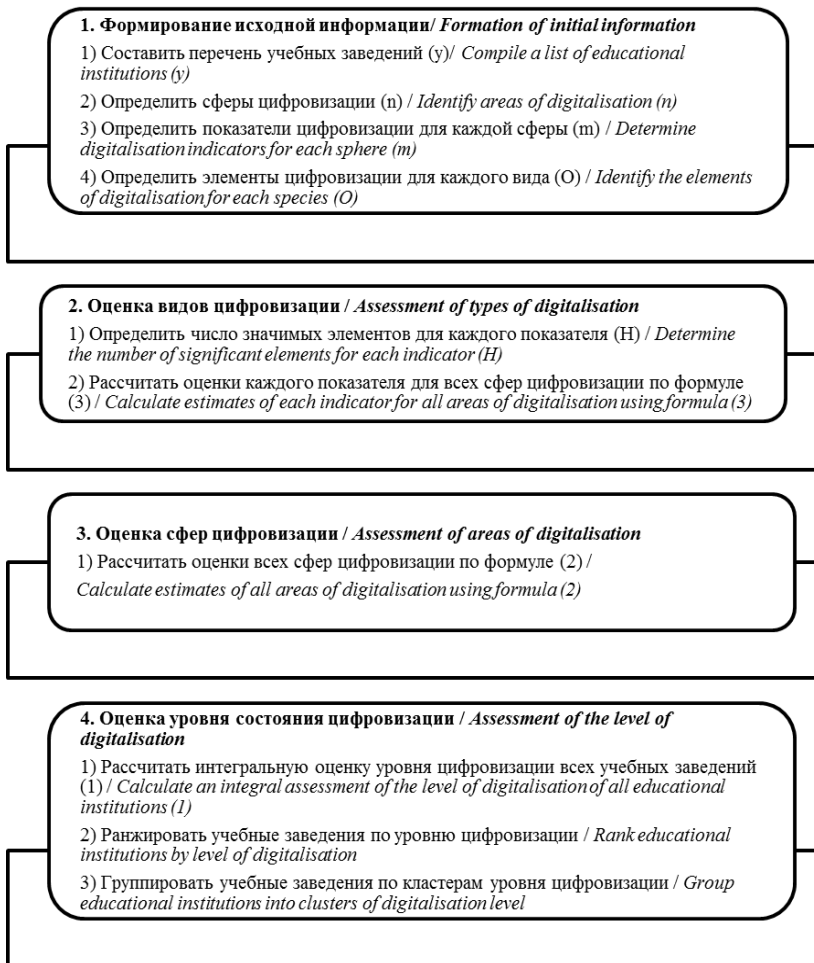 1. Формирование исходной информации/ Formation of initial information
1) Составить перечень учебных заведений (y)/ Compile a list of educational
institutions (y)
2) Определить сферы цифровизации (n) / Identify areas of digitalisation (n)
3) Определить показатели цифровизации для каждой сферы (m) / Determine
digitalisation indicators for each sphere (m)
4) Определить элементы цифровизации для каждого вида (O) / Identify the elements
of digitalisation for each species (O)
2. Оценка видов цифровизации / Assessment of types of digitalisation
1) Определить число значимых элементов для каждого показателя (H) / Determine
the number of significant elements for each indicator (H)
2) Рассчитать оценки каждого показателя для всех сфер цифровизации по формуле
(3) / Calculate estimates of each indicator for all areas of digitalisation using formula (3)
3. Оценка сфер цифровизации / Assessment of areas of digitalisation
1) Рассчитать оценки всех сфер цифровизации по формуле (2) /
Calculate estimates of all areas of digitalisation using formula (2)
4. Оценка уровня состояния цифровизации / Assessment of the level of
digitalisation
1) Рассчитать интегральную оценку уровня цифровизации всех учебных заведений
(1) / Calculate an integral assessment of the level of digitalisation of all educational
institutions (1)
2) Ранжировать учебные заведения по уровню цифровизации / Rank educational
institutions by level of digitalisation
3) Группировать учебные заведения по кластерам уровня цифровизации / Group
educational institutions into clusters of digitalisation level